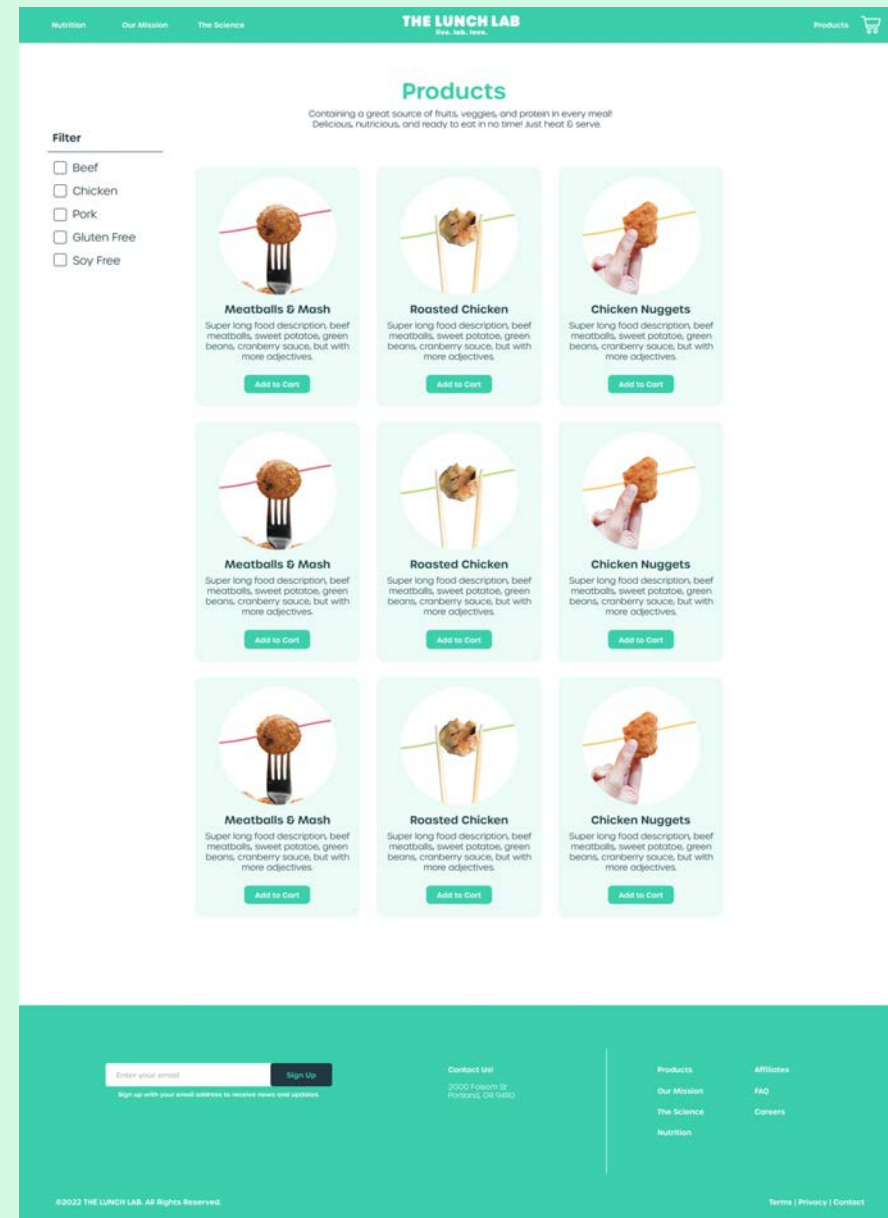 Nutrition
Our Mission
The Science
THE LUNCH LAB
live. lab. love.
Products
Products
Containing a great source of fruits, veggies, and protein in every meal!
Delicious, nutricious, and ready to eat in no time! Just heat & serve.
Filter
Beef
Chicken
Pork
Gluten Free
Soy Free
Meatballs & Mash
Super long food description, beef
meatballs, sweet potatoe, green
beans, cranberry sauce, but with
more adjectives.
Add to Cart
Roasted Chicken
Super long food description, beef
meatballs, sweet potatoe, green
beans, cranberry sauce, but with
more adjectives.
Add to Cart
Chicken Nuggets
Super long food description, beef
meatballs, sweet potatoe, green
beans, cranberry sauce, but with
more adjectives.
Add to Cart
Meatballs & Mash
Super long food description, beef
meatballs, sweet potatoe, green
beans, cranberry sauce, but with
more adjectives.
Add to Cart
Roasted Chicken
Super long food description, beef
meatballs, sweet potatoe, green
beans, cranberry sauce, but with
more adjectives.
Add to Cart
Chicken Nuggets
Super long food description, beef
meatballs, sweet potatoe, green
beans, cranberry sauce, but with
more adjectives.
Add to Cart
Meatballs & Mash
Super long food description, beef
meatballs, sweet potatoe, green
beans, cranberry sauce, but with
more adjectives.
Add to Cart
Roasted Chicken
Super long food description, beef
meatballs, sweet potatoe, green
beans, cranberry sauce, but with
more adjectives.
Add to Cart
Chicken Nuggets
Super long food description, beef
meatballs, sweet potatoe, green
beans, cranberry sauce, but with
more adjectives.
Add to Cart
Enter your email
Sign Up
Sign up with your email address to receive news and updates.
Contact Us!
2000 Folsom St
Portland, OR
Products
Our Mission
The Science
Nutrition
Affiliates
FAQ
Careers
©2022 THE LUNCH LAB. All Rights Reserved.
Terms | Privacy | Contact